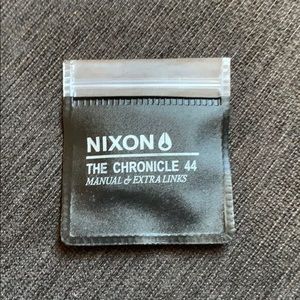 NIXON
THE CHRONICLE 44
MANUAL & EXTRA LINKS